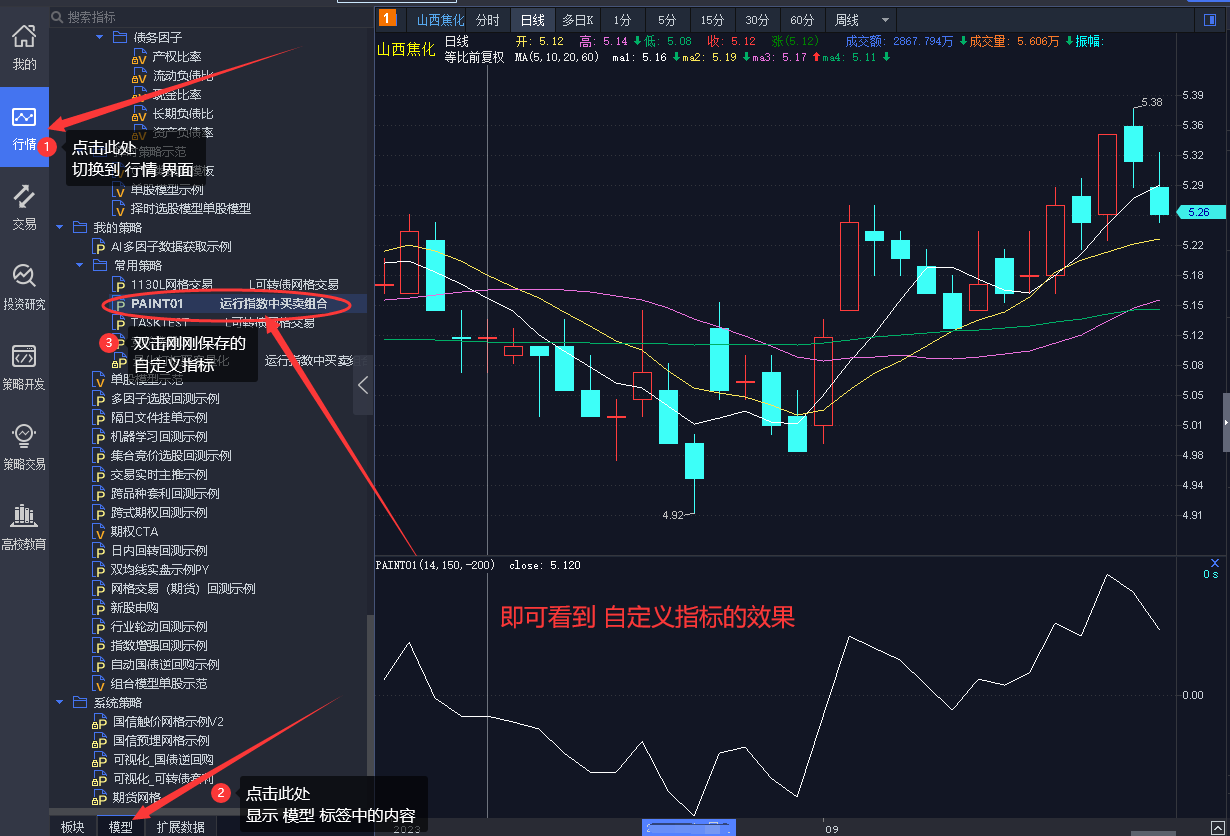 搜索指标
我的
行情
交易
投资研究
策略开发
策略交易
高校教育
债务因子
产权比率
流动负债比
现金比率
长期负债比
资产负债率
1
点击此处
切换到 行情 界面
单股模型示例
择时选股模型单股模型
我的策略
AI多因子数据获取示例
常用策略
1130L网格交易 L可转债网格交易
PAINT01 运行指数中买卖组合
TASKTEST L可转债网格交易
3
双击刚刚保存的
自定义指标
运行指数中买卖
单股模型示范
多因子选股回测示例
隔日文件挂单示例
机器学习回测示例
集合竞价选股回测示例
交易实时主推示例
跨品种套利回测示例
跨式期权回测示例
期权CTA
日内回转回测示例
双均线实盘示例PY
网格交易（期货）回测示例
新股申购
行业轮动回测示例
指数增强回测示例
自动国债逆回购示例
组合模型单股示范
系统策略
国信触价网格示例V2
国信预埋网格示例
可视化_国债逆回购
可视化_可转债套利
期货网格
2
点击此处
显示 模型 标签中的内容
板块 模型 扩展数据
1 山西焦化 分时 日线 多日K 1分 5分 15分 30分 60分 周线
山西焦化 日线 开: 5.12 高: 5.14 低: 5.08 收: 5.12 涨(5.12) 成交额: 2867.794万 成交量: 5.606万 振幅:
等比前复权 MA(5,10,20,60) ma1: 5.16 ma2: 5.19 ma3: 5.17 ma4: 5.11
5.39
5.38
5.36
5.32
5.29
5.26
5.22
5.18
5.15
5.12
5.08
5.05
5.01
4.98
4.94
4.92
4.91
PAINT01(14,150,-200) close: 5.120
0 s
即可看到 自定义指标的效果
0.00
2023
09